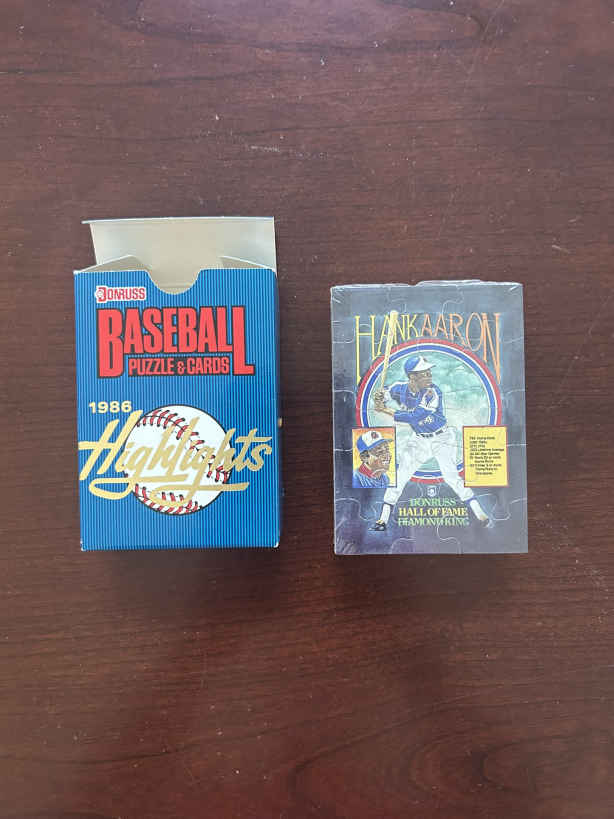 DONRUSS
BASEBALL
PUZZLE & CARDS
1986
Highlights
HANK AARON
DONRUSS
HALL OF FAME
DIAMOND KING